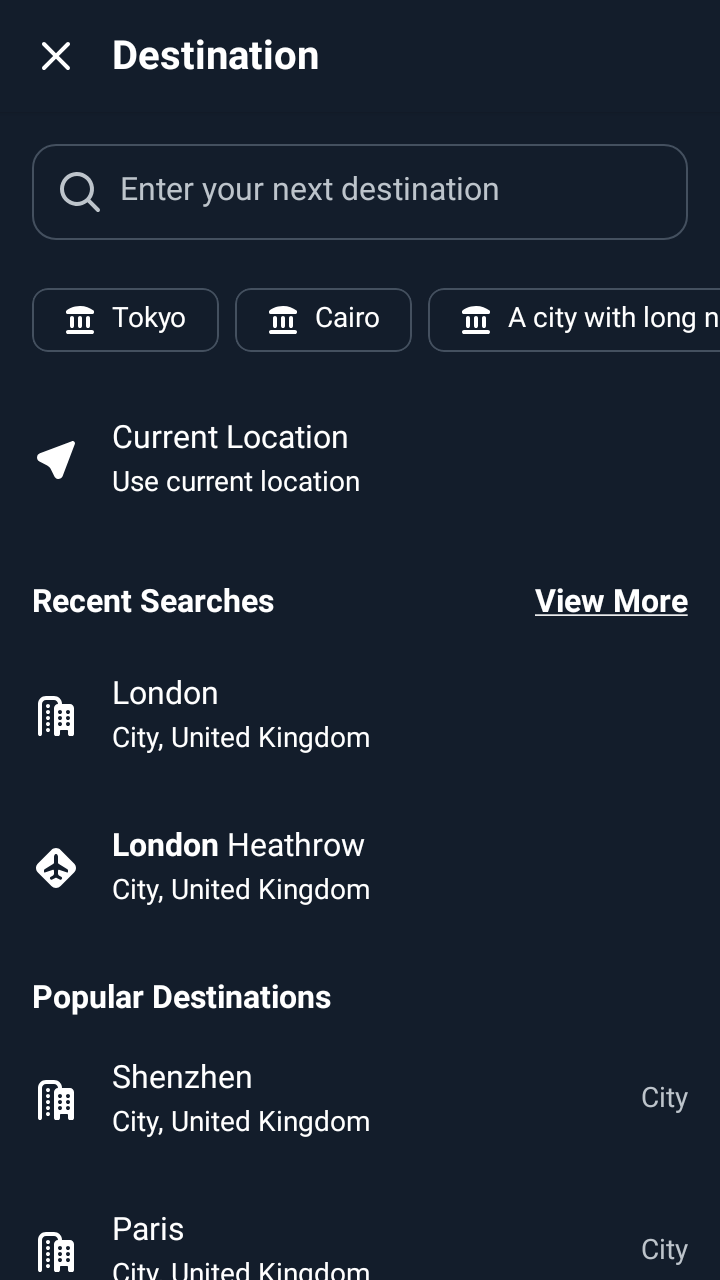 Destination
Enter your next destination
Tokyo
Cairo
A city with long n
Current Location
Use current location
Recent Searches
View More
London
City, United Kingdom
London Heathrow
City, United Kingdom
Popular Destinations
Shenzhen
City, United Kingdom
City
Paris
City, United Kingdom
City